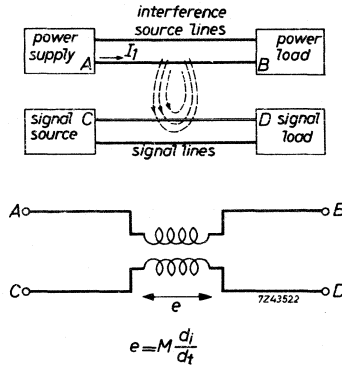 interference
source lines
power
supply
A
I1
B
power
load
signal
source
C
D
signal
load
signal lines
A
B
C
D
e
7Z43522
e=M di/dt